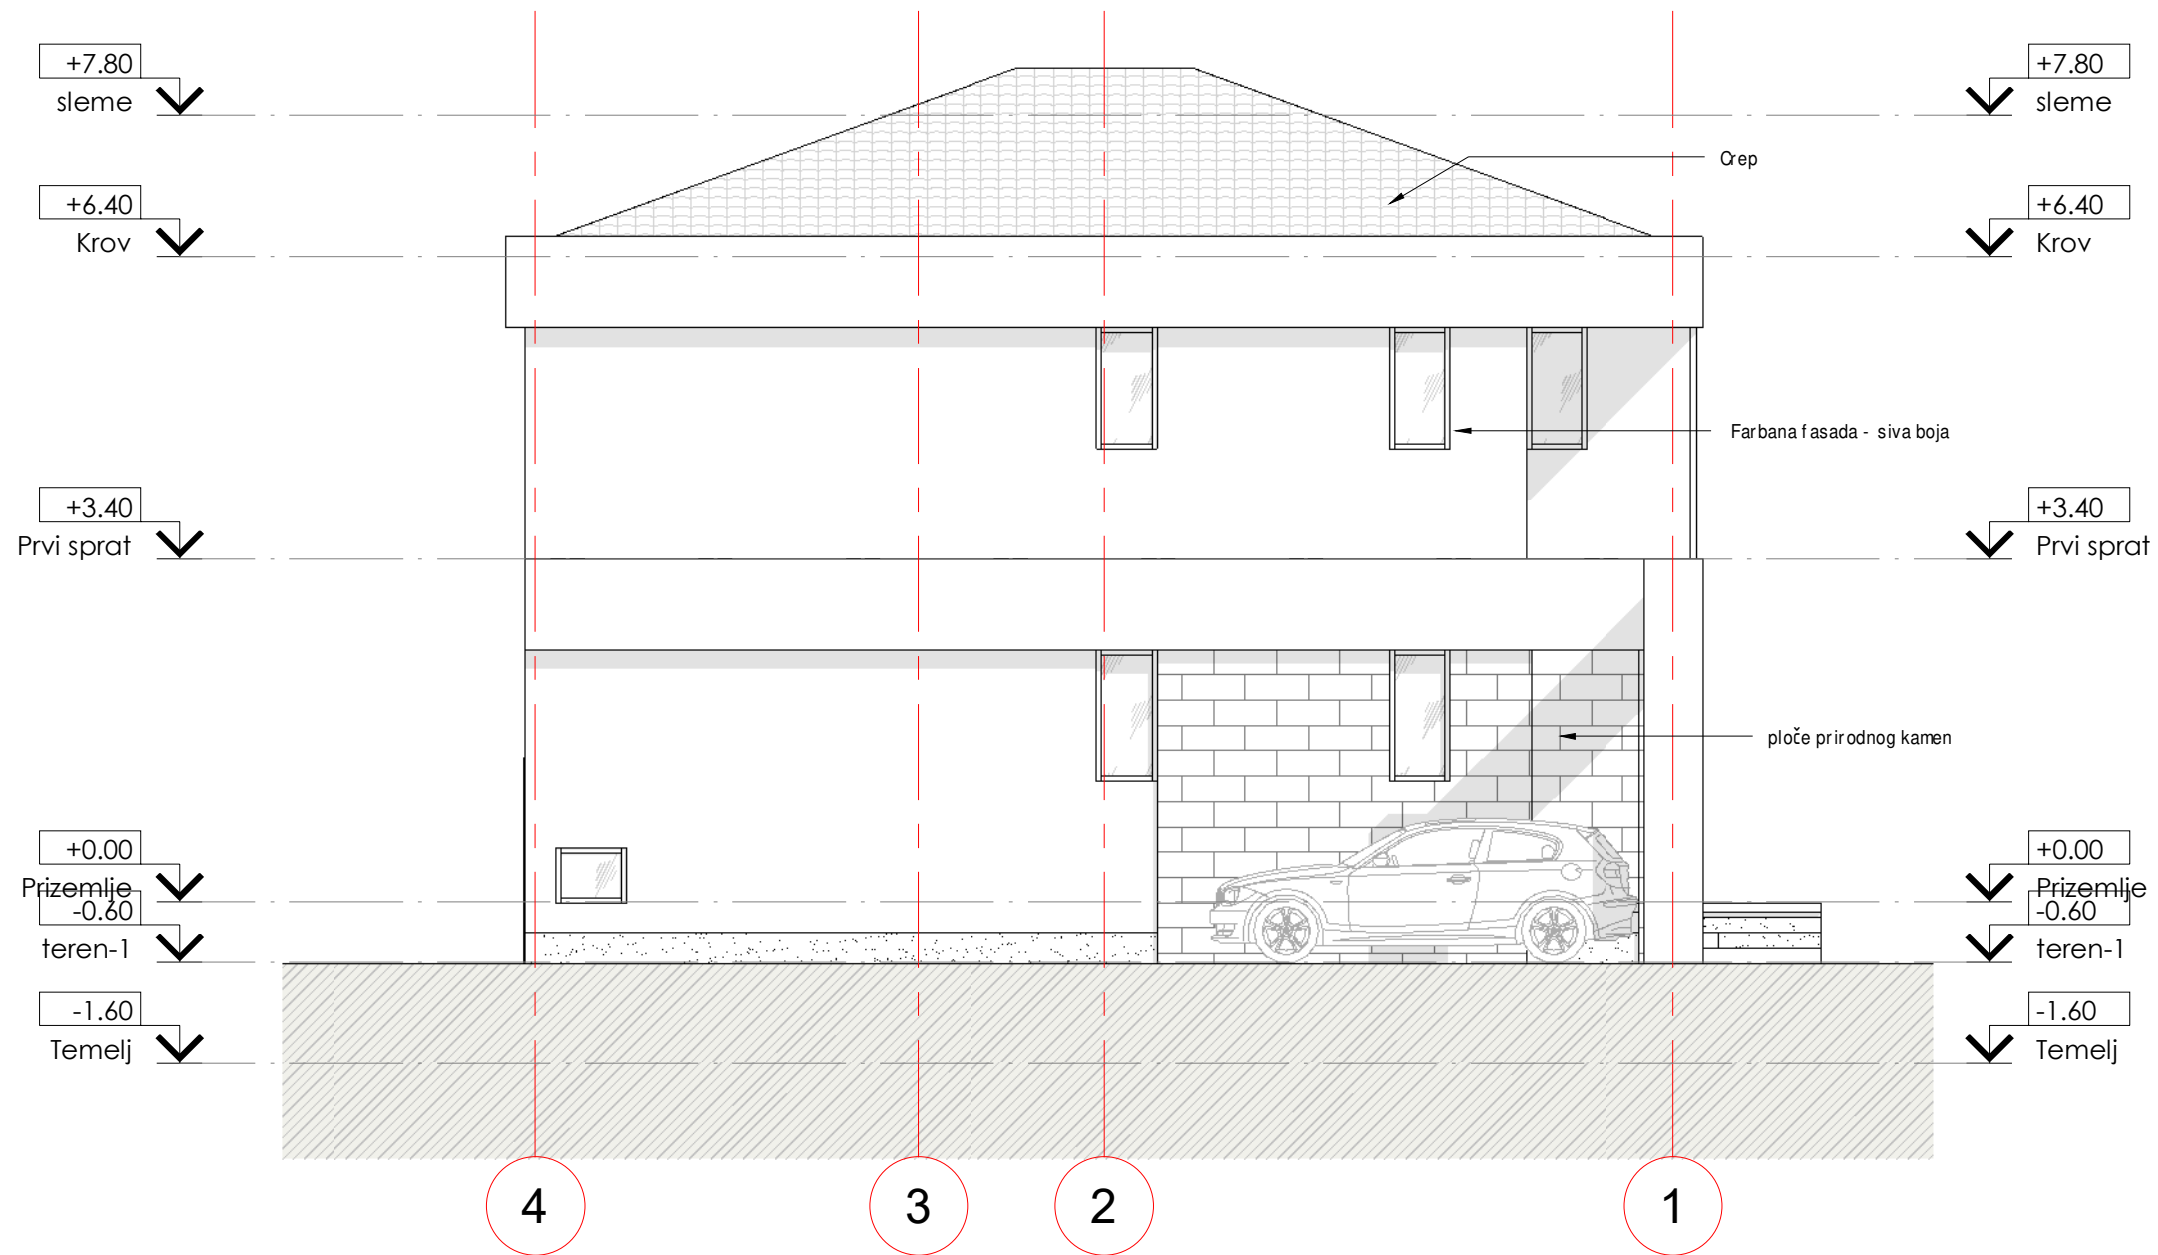 +7.80
sleme
+7.80
sleme
Crep
+6.40
Krov
+6.40
Krov
Farbana fasada - siva boja
+3.40
Prvi sprat
+3.40
Prvi sprat
ploče prirodnog kamen
+0.00
Prizemlje
+0.00
Prizemlje
-0.60
teren-1
-0.60
teren-1
-1.60
Temelj
-1.60
Temelj
4
3
2
1